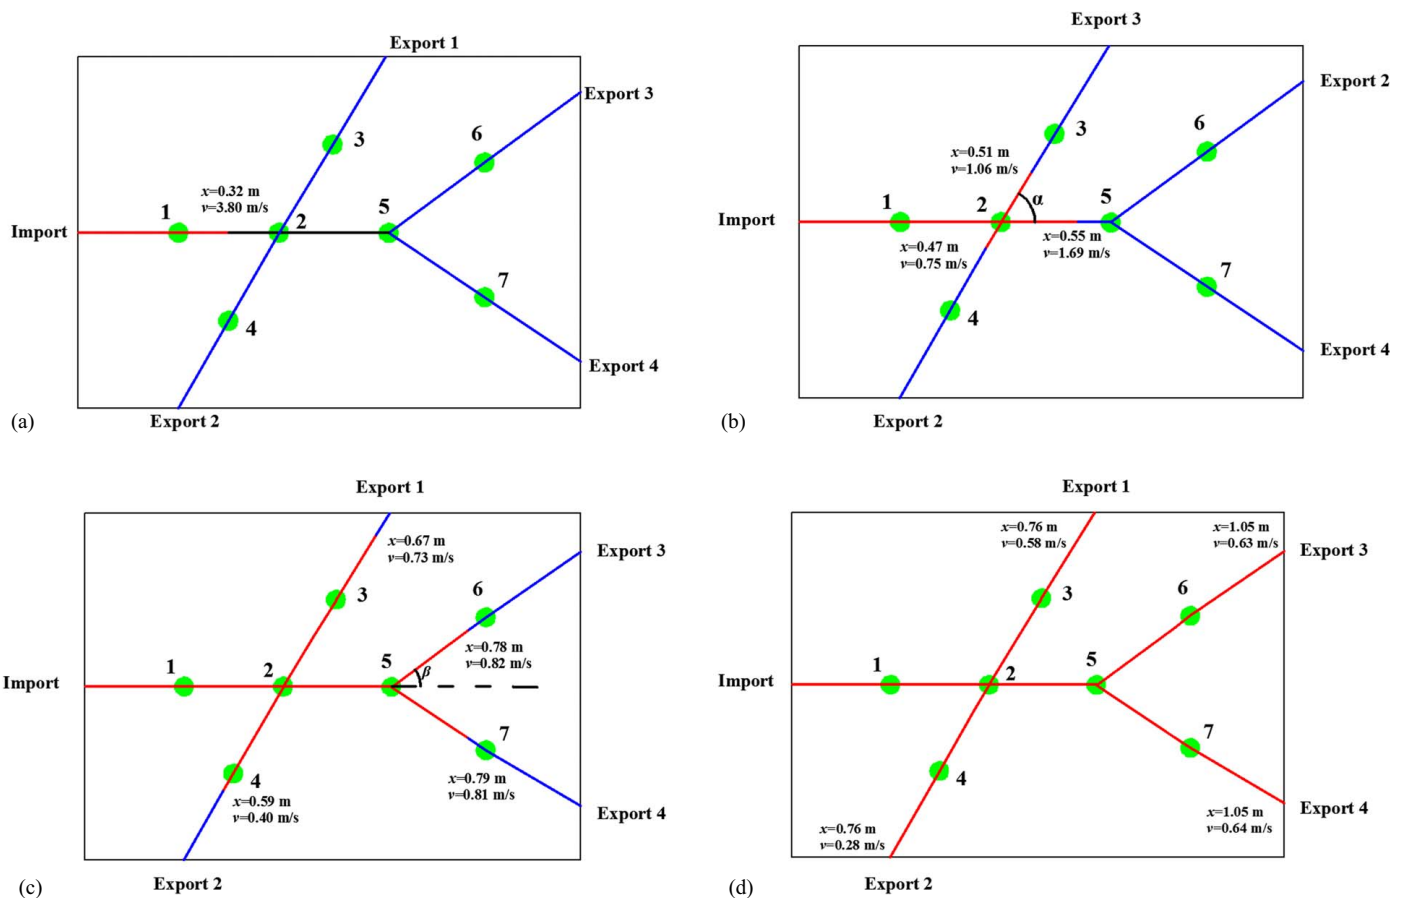 Export 1
Export 3
6
3
x=0.32 m
v=3.80 m/s
1
2
5
Import
7
4
Export 4
(a)
Export 2
Export 3
Export 2
6
3
x=0.51 m
v=1.06 m/s
α
5
1
2
Import
x=0.55 m
v=1.69 m/s
x=0.47 m
v=0.75 m/s
7
4
Export 4
(b)
Export 2
Export 1
x=0.67 m
v=0.73 m/s
Export 3
6
3
x=0.78 m
v=0.82 m/s
5
β
1
2
Import
7
x=0.79 m
v=0.81 m/s
4
x=0.59 m
v=0.40 m/s
Export 4
(c)
Export 2
Export 1
x=0.76 m
v=0.58 m/s
x=1.05 m
v=0.63 m/s
Export 3
6
3
5
1
2
Import
7
4
x=1.05 m
v=0.64 m/s
Export 4
x=0.76 m
v=0.28 m/s
(d)
Export 2